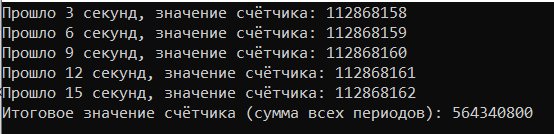 Прошло 3 секунд, значение счётчика: 112868158
Прошло 6 секунд, значение счётчика: 112868159
Прошло 9 секунд, значение счётчика: 112868160
Прошло 12 секунд, значение счётчика: 112868161
Прошло 15 секунд, значение счётчика: 112868162
Итоговое значение счётчика (сумма всех периодов): 564340800